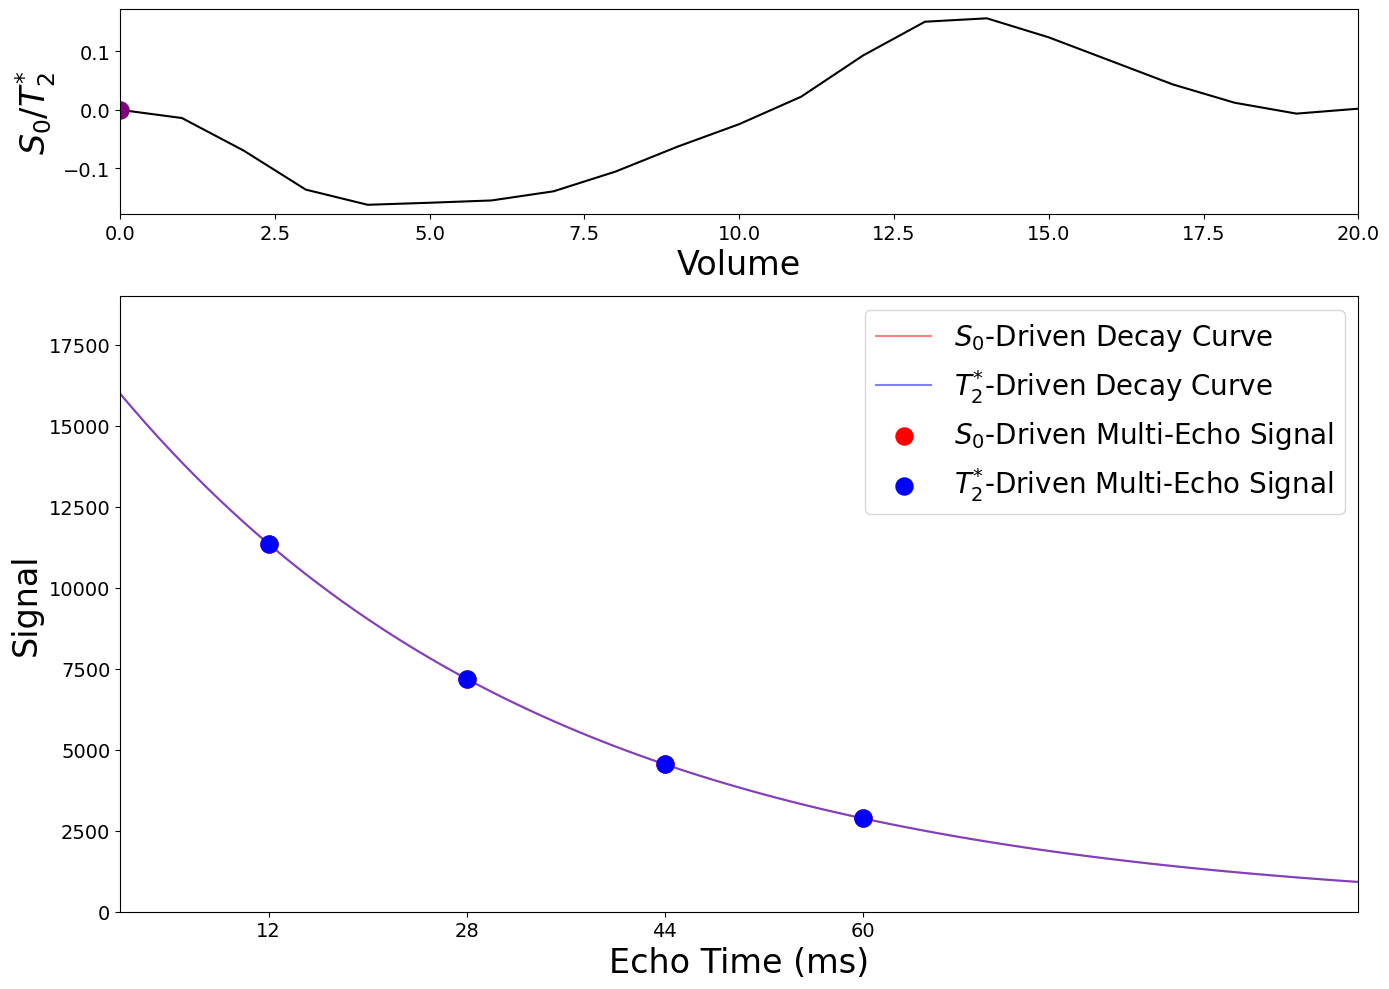 0.1
0.0
−0.1
S₀/T₂*
0.0 2.5 5.0 7.5 10.0 12.5 15.0 17.5 20.0
Volume
17500
15000
12500
10000
7500
5000
2500
0
Signal
S₀-Driven Decay Curve
T₂*-Driven Decay Curve
S₀-Driven Multi-Echo Signal
T₂*-Driven Multi-Echo Signal
12 28 44 60
Echo Time (ms)